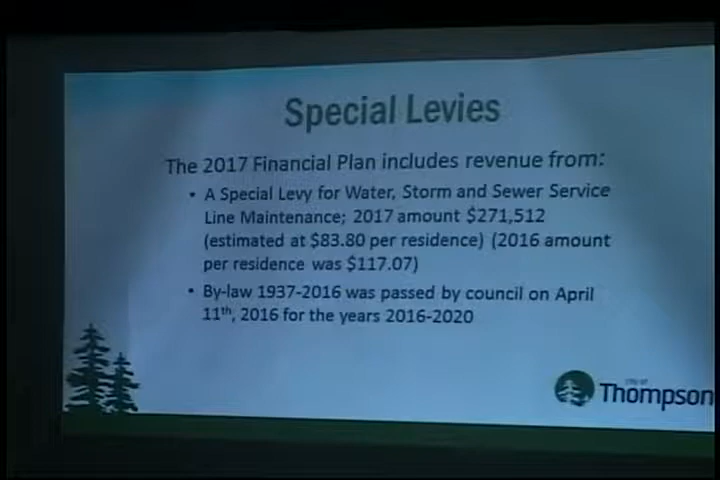 Special Levies
The 2017 Financial Plan includes revenue from:
• A Special Levy for Water, Storm and Sewer Service
Line Maintenance; 2017 amount $271,512
(estimated at $83.80 per residence) (2016 amount
per residence was $117.07)
• By-law 1937-2016 was passed by council on April
11th, 2016 for the years 2016-2020
CITY OF
Thompson